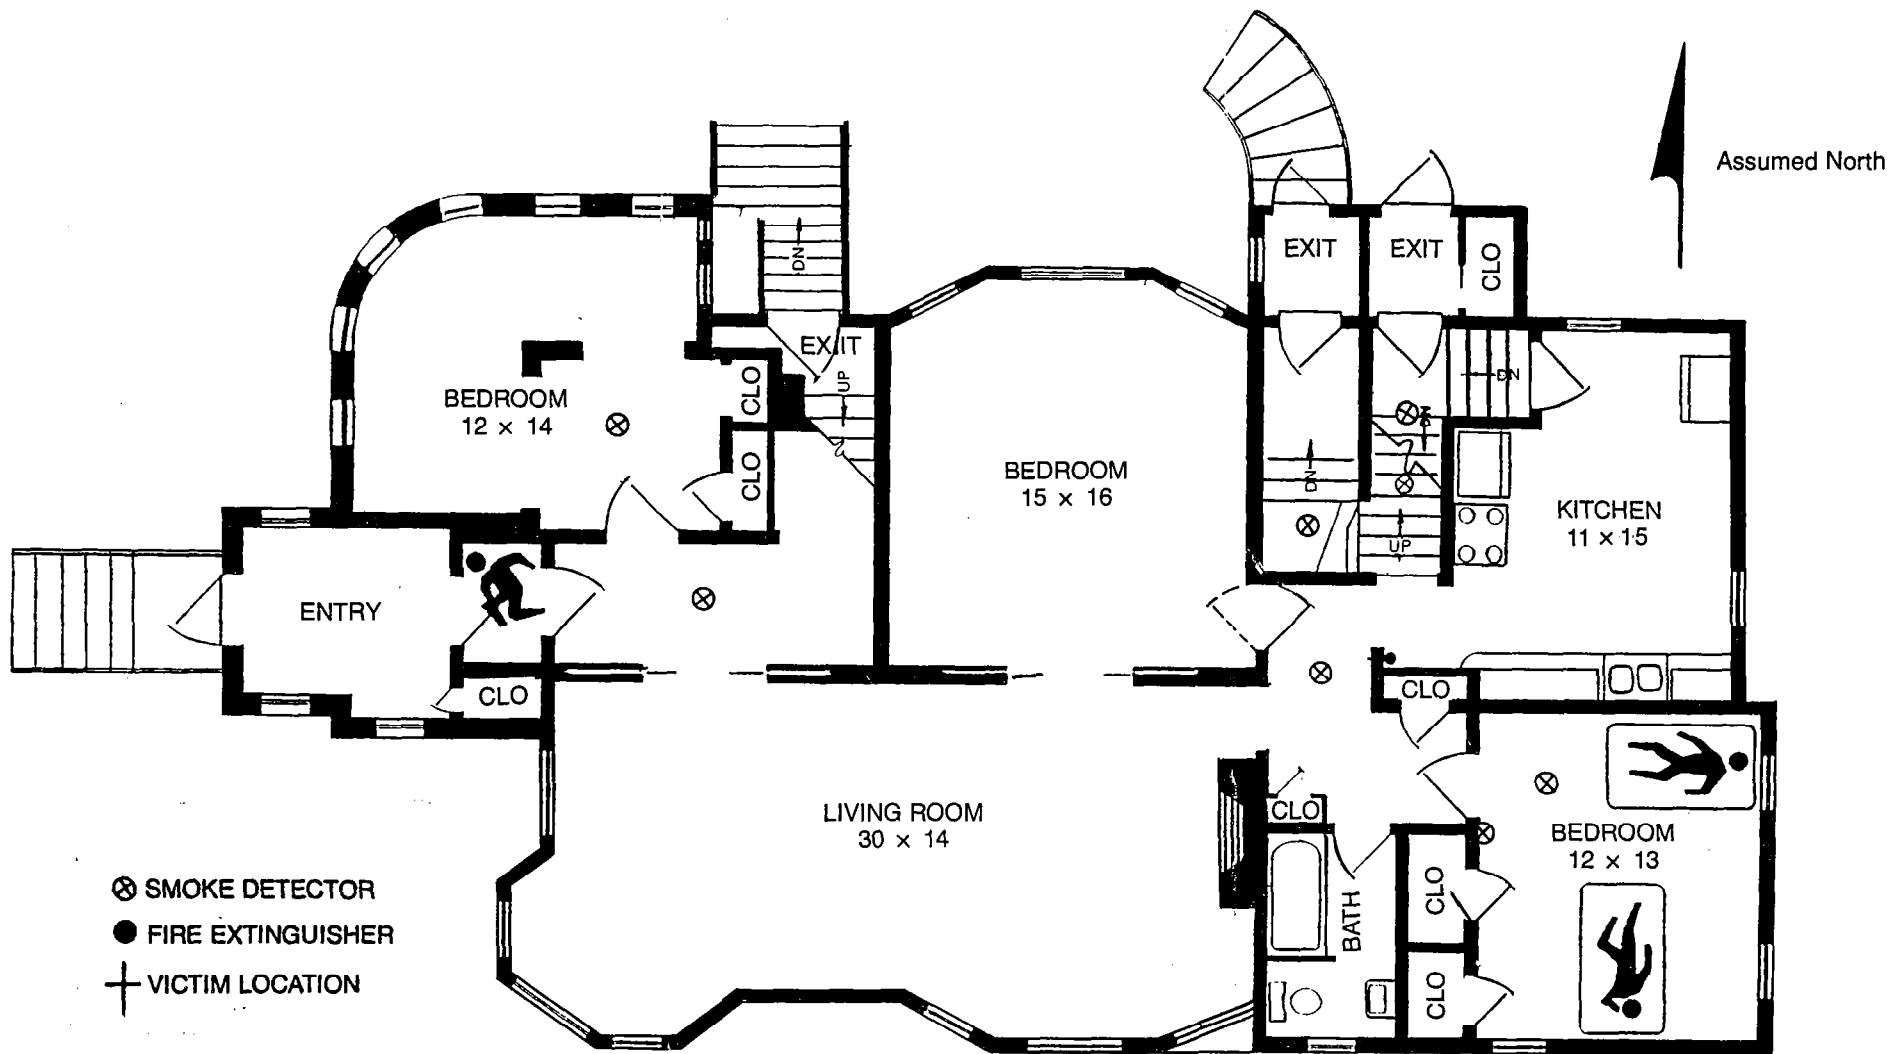 Assumed North
EXIT
EXIT
CLO
DN
EXIT
UP
CLO
BEDROOM
12 × 14
CLO
DN
DN
DN
UP
BEDROOM
15 × 16
KITCHEN
11 × 15
ENTRY
CLO
CLO
LIVING ROOM
30 × 14
CLO
BEDROOM
12 × 13
CLO
BATH
CLO
⊗ SMOKE DETECTOR
● FIRE EXTINGUISHER
+ VICTIM LOCATION